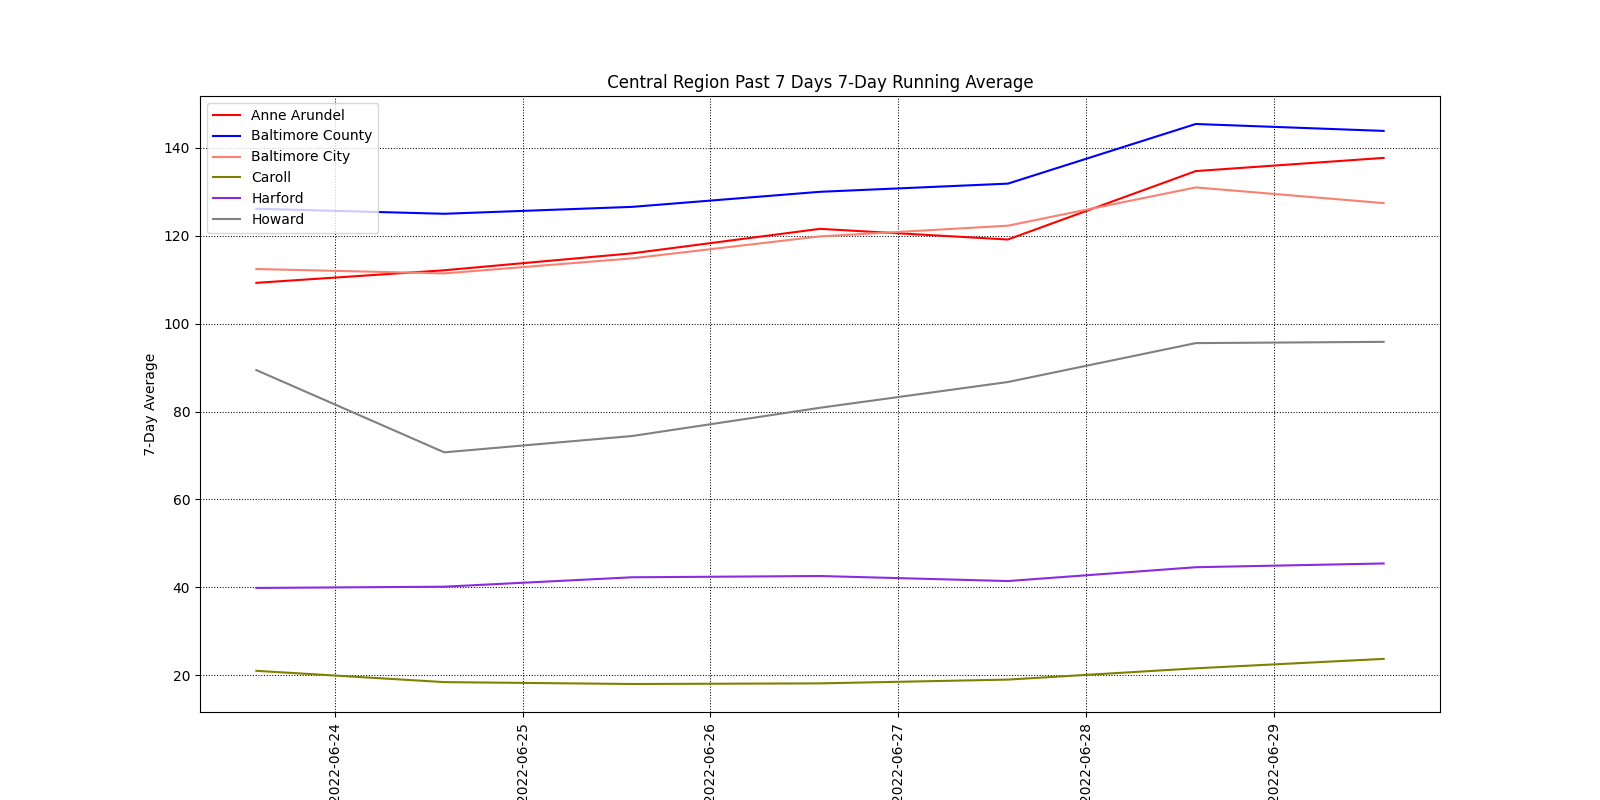 Central Region Past 7 Days 7-Day Running Average
Anne Arundel
Baltimore County
Baltimore City
Caroll
Harford
Howard
7-Day Average
140
120
100
80
60
40
20
2022-06-24
2022-06-25
2022-06-26
2022-06-27
2022-06-28
2022-06-29